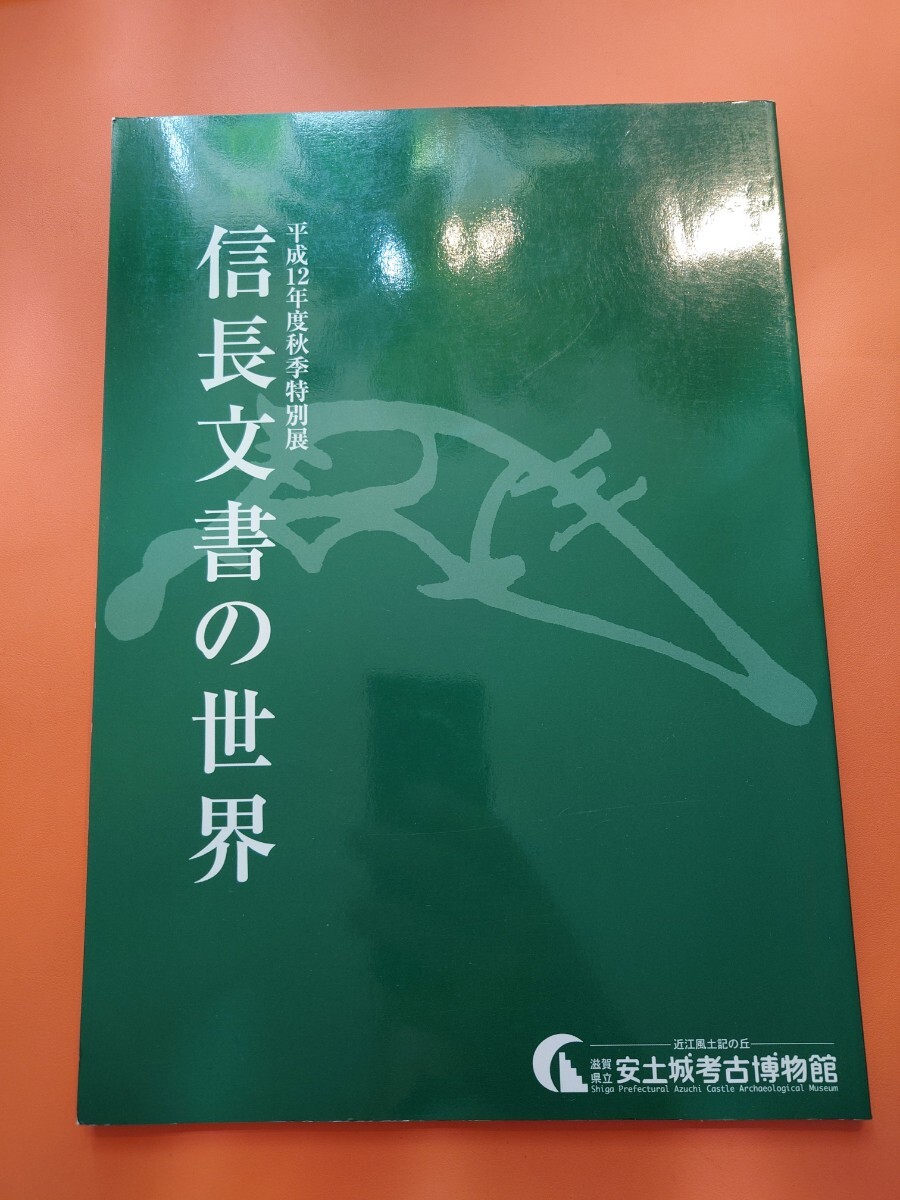 平成12年度秋季特別展
信長文書の世界
近江風土記の丘
滋賀県立
安土城考古博物館
Shiga Prefectural Azuchi Castle Archaeological Museum